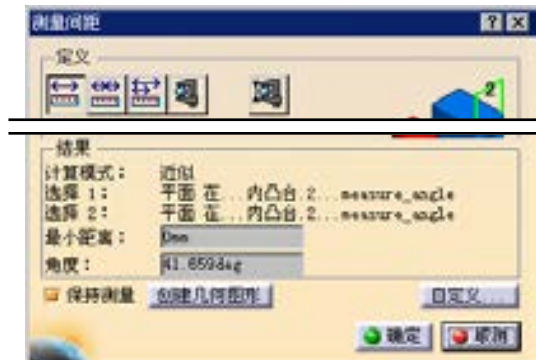 测量间距
定义
2
结果
计算模式： 近似
选择 1： 平面 在...内凸台.2...measure_angle
选择 2： 平面 在...内凸台.2...measure_angle
最小距离： 0mm
角度： 41.659deg
保持测量 创建几何图形 自定义...
确定 取消